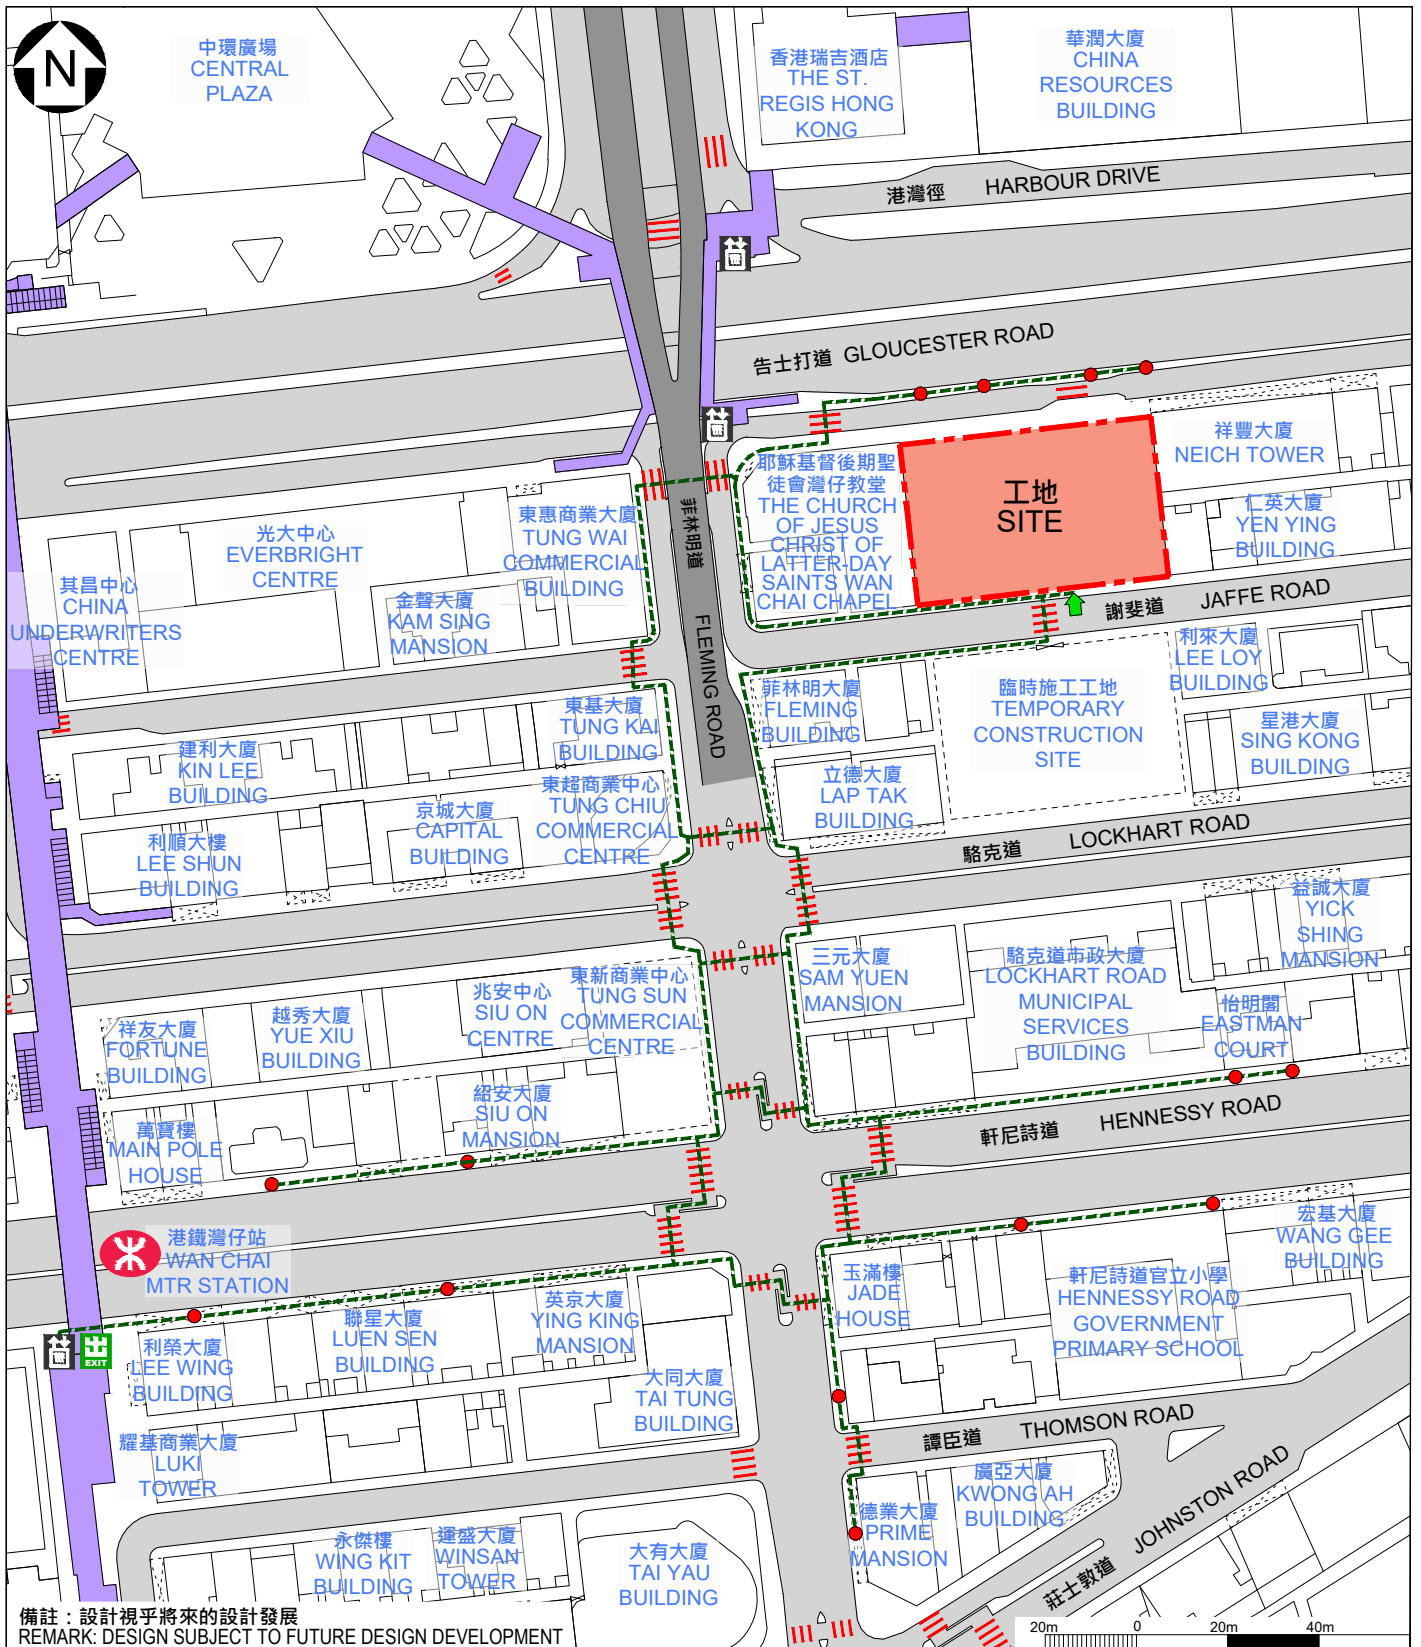 N
中環廣場
CENTRAL
PLAZA
香港瑞吉酒店
THE ST.
REGIS HONG
KONG
華潤大廈
CHINA
RESOURCES
BUILDING
港灣徑 HARBOUR DRIVE
告士打道 GLOUCESTER ROAD
祥豐大廈
NEICH TOWER
耶穌基督後期聖
徒會灣仔教堂
THE CHURCH
OF JESUS
CHRIST OF
LATTER-DAY
SAINTS WAN
CHAI CHAPEL
工地
SITE
仁英大廈
YEN YING
BUILDING
東惠商業大廈
TUNG WAI
COMMERCIAL
BUILDING
光大中心
EVERBRIGHT
CENTRE
其昌中心
CHINA
UNDERWRITERS
CENTRE
金聲大廈
KAM SING
MANSION
菲林明道 FLEMING ROAD
謝斐道 JAFFE ROAD
利來大廈
LEE LOY
BUILDING
臨時施工工地
TEMPORARY
CONSTRUCTION
SITE
菲林明大廈
FLEMING
BUILDING
東基大廈
TUNG KAI
BUILDING
星港大廈
SING KONG
BUILDING
建利大廈
KIN LEE
BUILDING
立德大廈
LAP TAK
BUILDING
東超商業中心
TUNG CHIU
COMMERCIAL
CENTRE
京城大廈
CAPITAL
BUILDING
利順大樓
LEE SHUN
BUILDING
駱克道 LOCKHART ROAD
益誠大廈
YICK
SHING
MANSION
三元大廈
SAM YUEN
MANSION
駱克道市政大廈
LOCKHART ROAD
MUNICIPAL
SERVICES
BUILDING
怡明閣
EASTMAN
COURT
東新商業中心
TUNG SUN
COMMERCIAL
CENTRE
兆安中心
SIU ON
CENTRE
越秀大廈
YUE XIU
BUILDING
祥友大廈
FORTUNE
BUILDING
紹安大廈
SIU ON
MANSION
萬寶樓
MAIN POLE
HOUSE
軒尼詩道 HENNESSY ROAD
宏基大廈
WANG GEE
BUILDING
港鐵灣仔站
WAN CHAI
MTR STATION
玉滿樓
JADE
HOUSE
軒尼詩道官立小學
HENNESSY ROAD
GOVERNMENT
PRIMARY SCHOOL
英京大廈
YING KING
MANSION
聯星大廈
LUEN SEN
BUILDING
利榮大廈
LEE WING
BUILDING
出
EXIT
大同大廈
TAI TUNG
BUILDING
譚臣道 THOMSON ROAD
耀基商業大廈
LUKI
TOWER
廣亞大廈
KWONG AH
BUILDING
德業大廈
PRIME
MANSION
莊士敦道 JOHNSTON ROAD
永傑樓
WING KIT
BUILDING
運盛大廈
WINSAN
TOWER
大有大廈
TAI YAU
BUILDING
備註：設計視乎將來的設計發展
REMARK: DESIGN SUBJECT TO FUTURE DESIGN DEVELOPMENT
20m 0 20m 40m